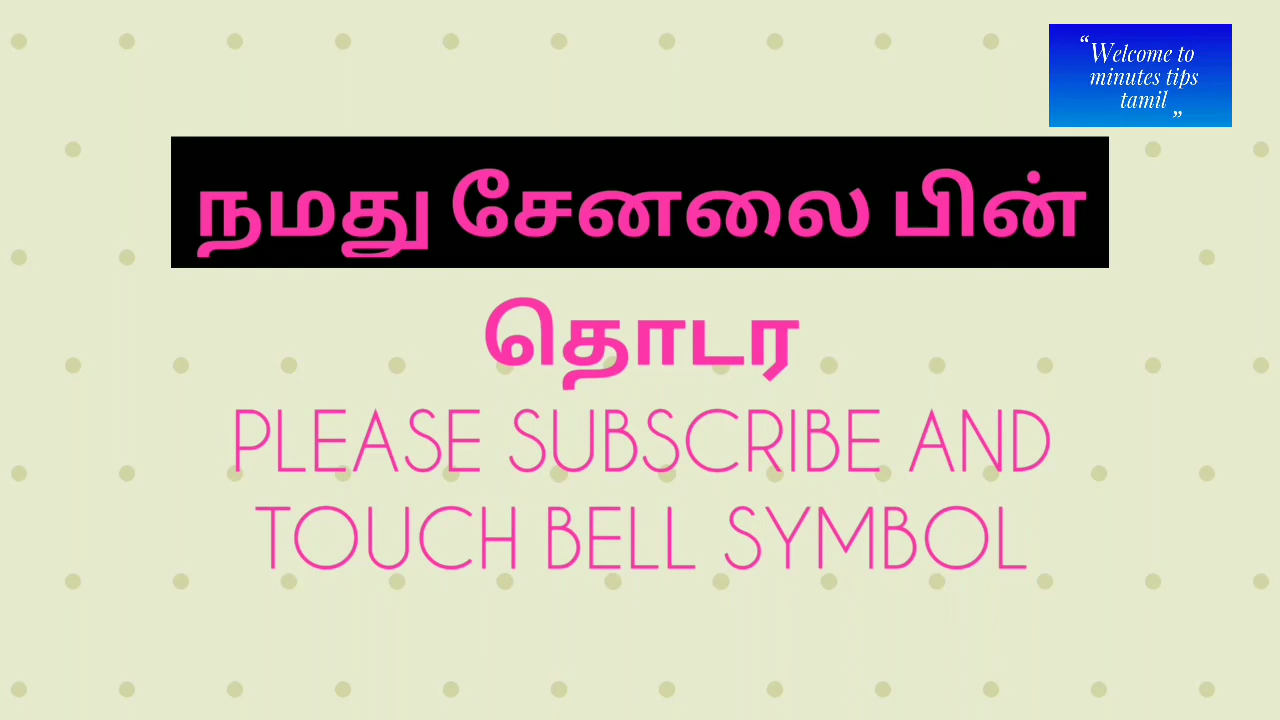 “Welcome to
minutes tips
tamil ”
நமது சேனலை பின்
தொடர
PLEASE SUBSCRIBE AND
TOUCH BELL SYMBOL